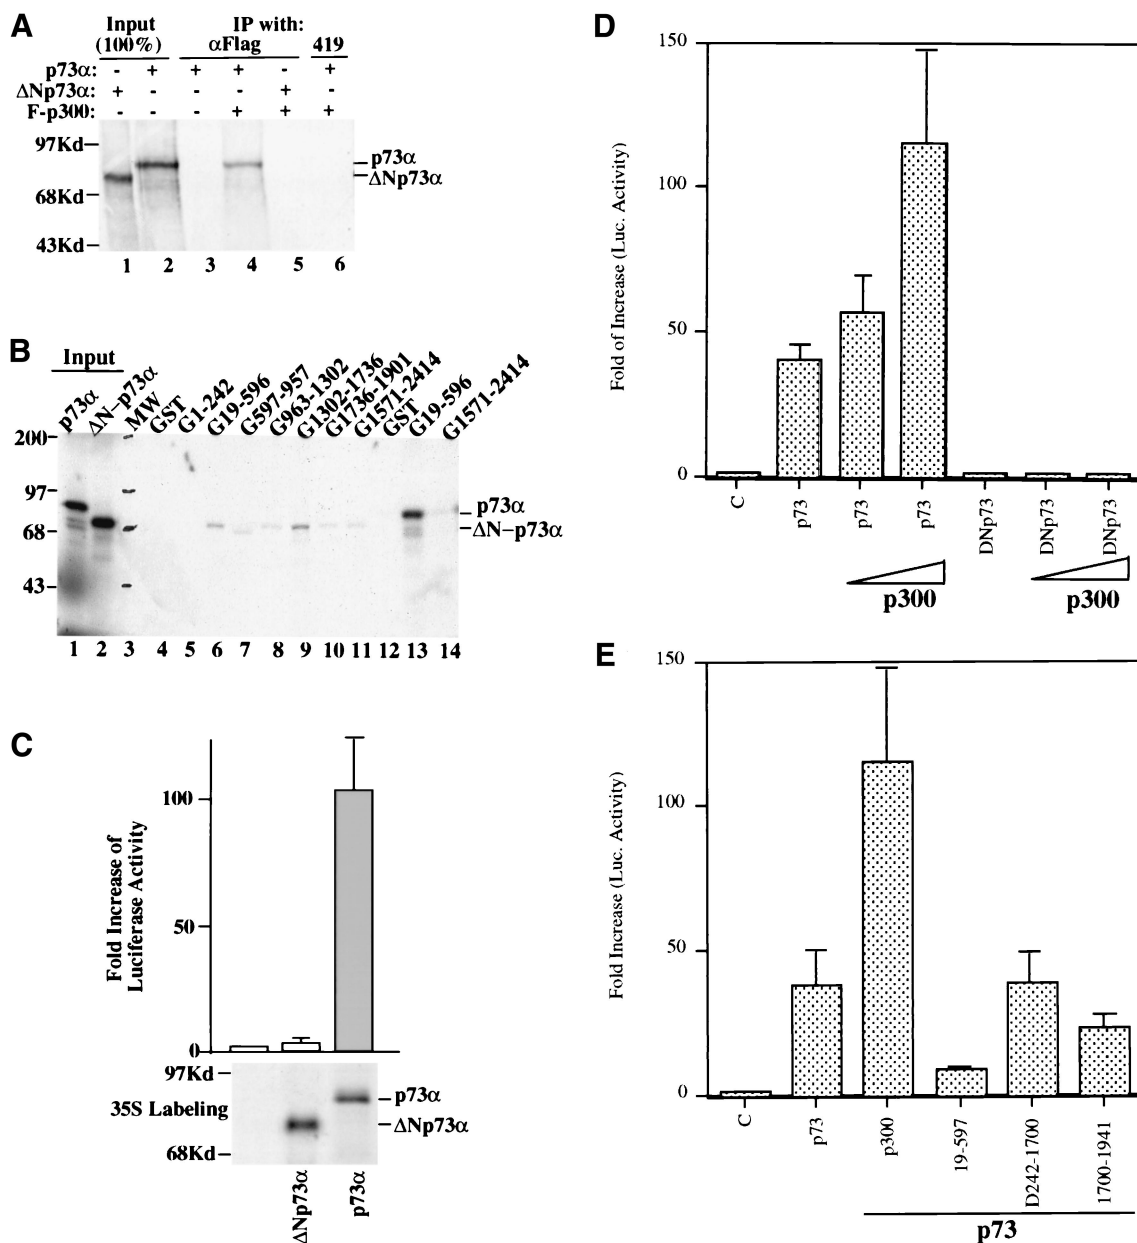 A
Input
(100%)
IP with:
αFlag
419
p73α: - + + + - +
ΔNp73α: + - - - + -
F-p300: - - - + + +
97Kd
68Kd
43Kd
p73α
ΔNp73α
1 2 3 4 5 6
B
Input
p73α
ΔN-p73α
MW
GST
G1-242
G19-596
G597-957
G963-1302
G1302-1736
G1736-1901
G1571-2414
GST
G19-596
G1571-2414
200
97
68
43
p73α
ΔN-p73α
1 2 3 4 5 6 7 8 9 10 11 12 13 14
C
Fold Increase of
Luciferase Activity
100
50
0
97Kd
35S Labeling
68Kd
p73α
ΔNp73α
ΔNp73α
p73α
D
Fold of Increase (Luc. Activity)
150
100
50
0
C
p73
p73
p73
DNp73
DNp73
DNp73
p300
p300
E
Fold Increase (Luc. Activity)
150
100
50
0
C
p73
p300
19-597
D242-1700
1700-1941
p73